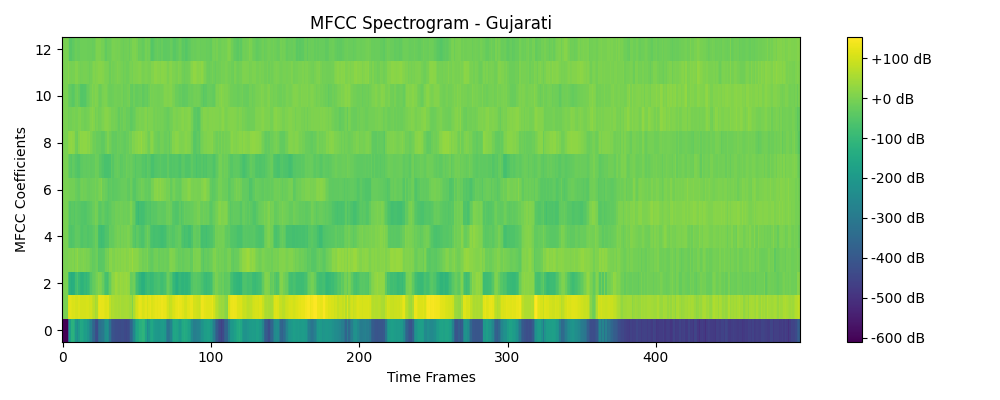 MFCC Spectrogram - Gujarati
MFCC Coefficients
12
10
8
6
4
2
0
0 100 200 300 400
Time Frames
+100 dB
+0 dB
-100 dB
-200 dB
-300 dB
-400 dB
-500 dB
-600 dB